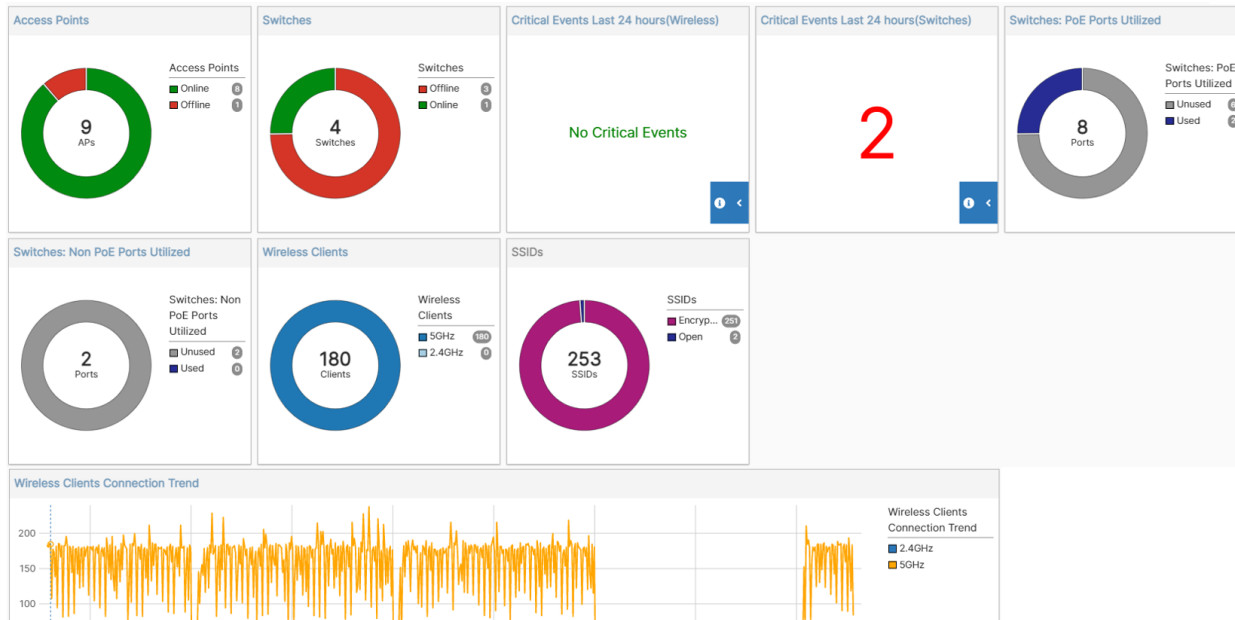 Access Points
Switches
Critical Events Last 24 hours(Wireless)
Critical Events Last 24 hours(Switches)
Switches: PoE Ports Utilized
9
APs
Access Points
Online 8
Offline 1
4
Switches
Switches
Offline 3
Online 1
No Critical Events
2
8
Ports
Switches: PoE
Ports Utilized
Unused 6
Used 2
Switches: Non PoE Ports Utilized
Wireless Clients
SSIDs
2
Ports
Switches: Non
PoE Ports
Utilized
Unused 2
Used 0
180
Clients
Wireless
Clients
5GHz 180
2.4GHz 0
253
SSIDs
SSIDs
Encryp... 251
Open 2
Wireless Clients Connection Trend
200
150
100
Wireless Clients
Connection Trend
2.4GHz
5GHz